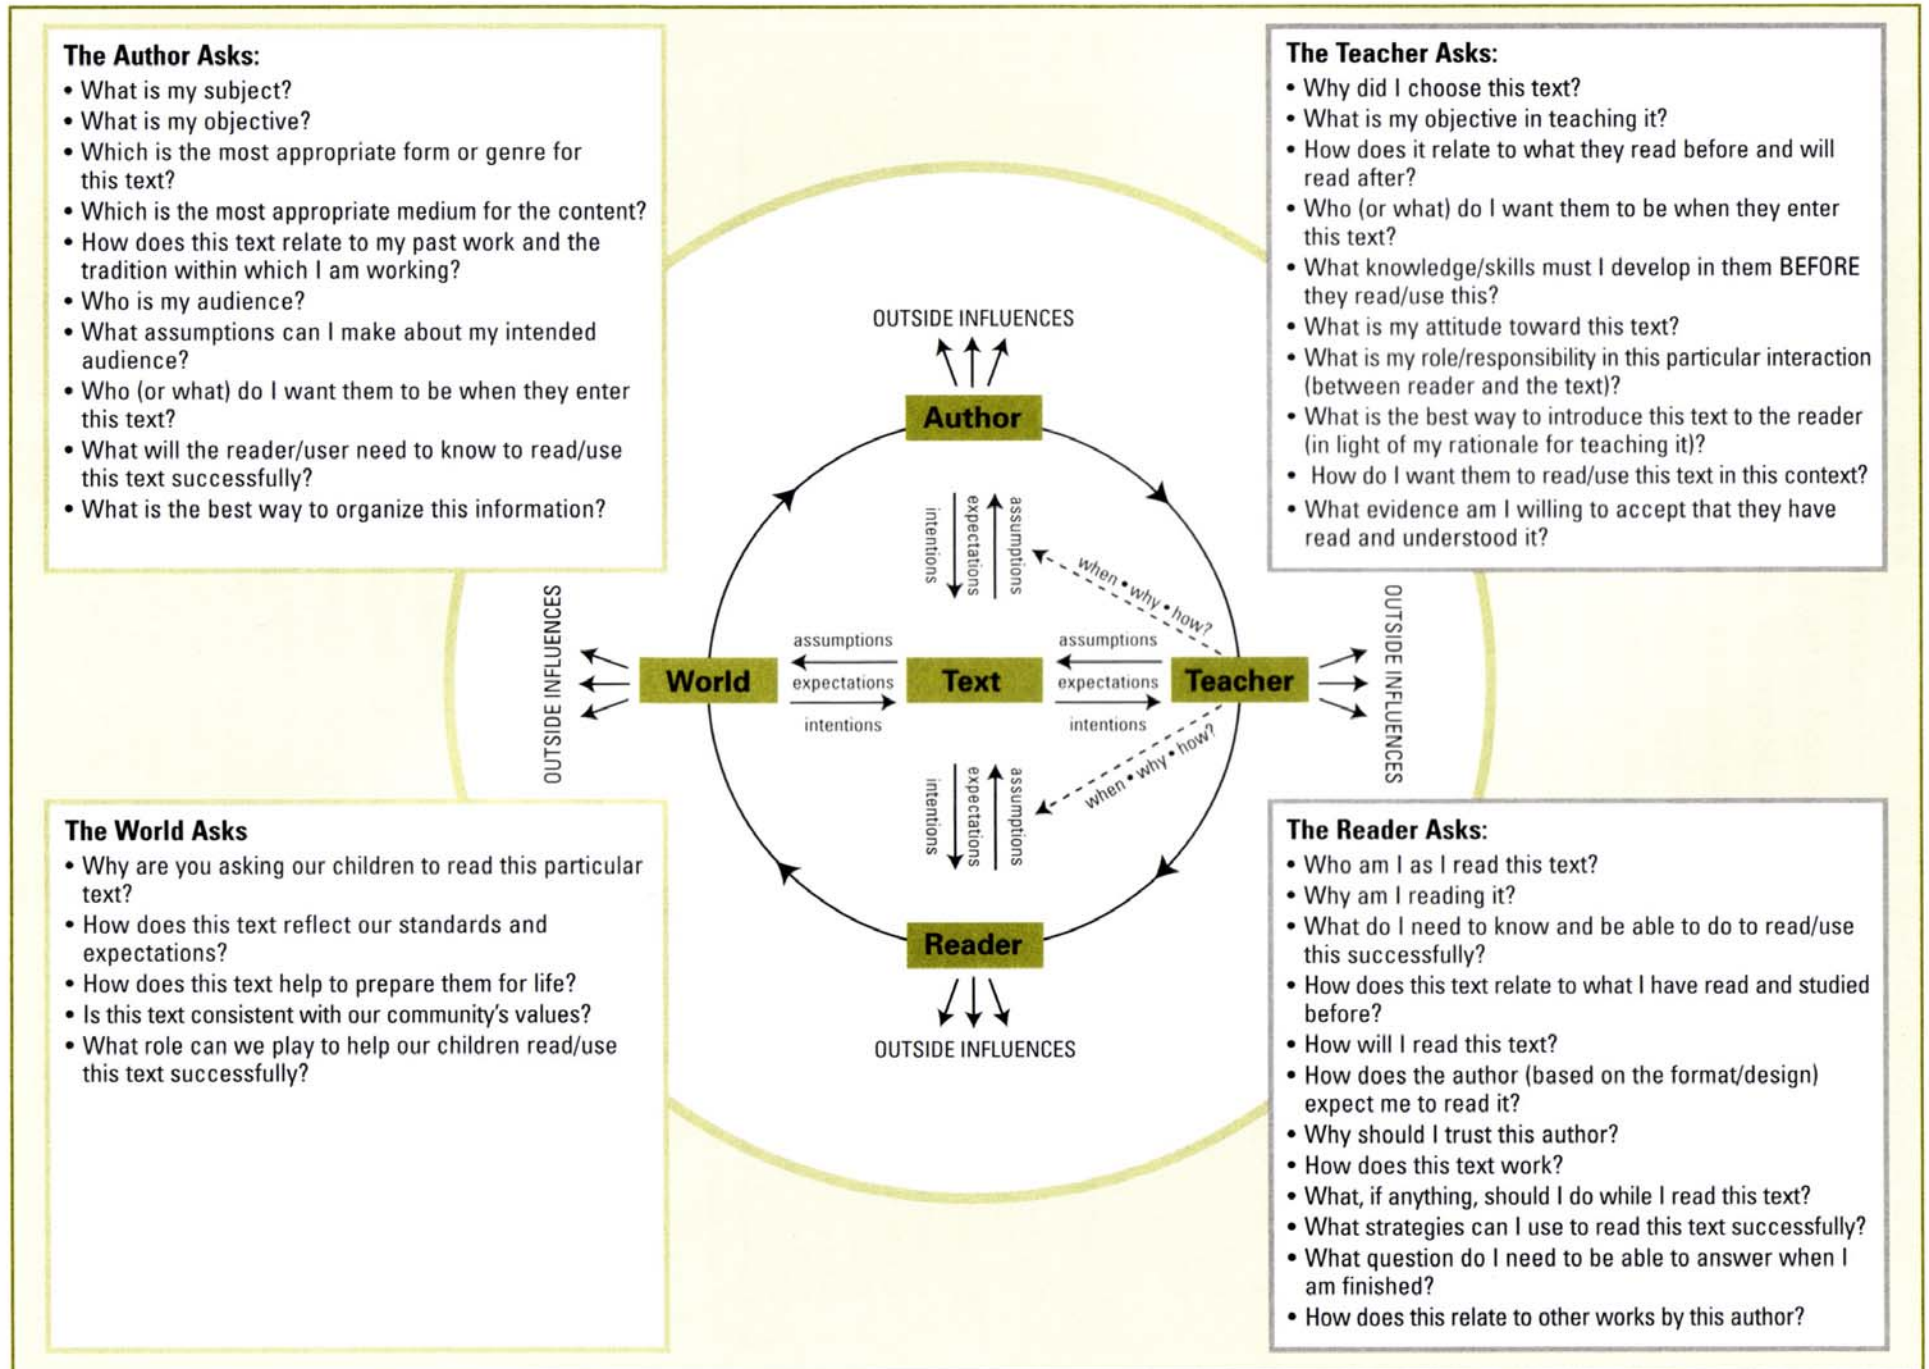 The Author Asks:
• What is my subject?
• What is my objective?
• Which is the most appropriate form or genre for
this text?
• Which is the most appropriate medium for the content?
• How does this text relate to my past work and the
tradition within which I am working?
• Who is my audience?
• What assumptions can I make about my intended
audience?
• Who (or what) do I want them to be when they enter
this text?
• What will the reader/user need to know to read/use
this text successfully?
• What is the best way to organize this information?
The Teacher Asks:
• Why did I choose this text?
• What is my objective in teaching it?
• How does it relate to what they read before and will
read after?
• Who (or what) do I want them to be when they enter
this text?
• What knowledge/skills must I develop in them BEFORE
they read/use this?
• What is my attitude toward this text?
• What is my role/responsibility in this particular interaction
(between reader and the text)?
• What is the best way to introduce this text to the reader
(in light of my rationale for teaching it)?
• How do I want them to read/use this text in this context?
• What evidence am I willing to accept that they have
read and understood it?
OUTSIDE INFLUENCES
Author
intentions
expectations
assumptions
when • why • how?
OUTSIDE INFLUENCES
World
assumptions
expectations
intentions
Text
assumptions
expectations
intentions
Teacher
OUTSIDE INFLUENCES
when • why • how?
intentions
expectations
assumptions
Reader
OUTSIDE INFLUENCES
The World Asks
• Why are you asking our children to read this particular
text?
• How does this text reflect our standards and
expectations?
• How does this text help to prepare them for life?
• Is this text consistent with our community's values?
• What role can we play to help our children read/use
this text successfully?
The Reader Asks:
• Who am I as I read this text?
• Why am I reading it?
• What do I need to know and be able to do to read/use
this successfully?
• How does this text relate to what I have read and studied
before?
• How will I read this text?
• How does the author (based on the format/design)
expect me to read it?
• Why should I trust this author?
• How does this text work?
• What, if anything, should I do while I read this text?
• What strategies can I use to read this text successfully?
• What question do I need to be able to answer when I
am finished?
• How does this relate to other works by this author?